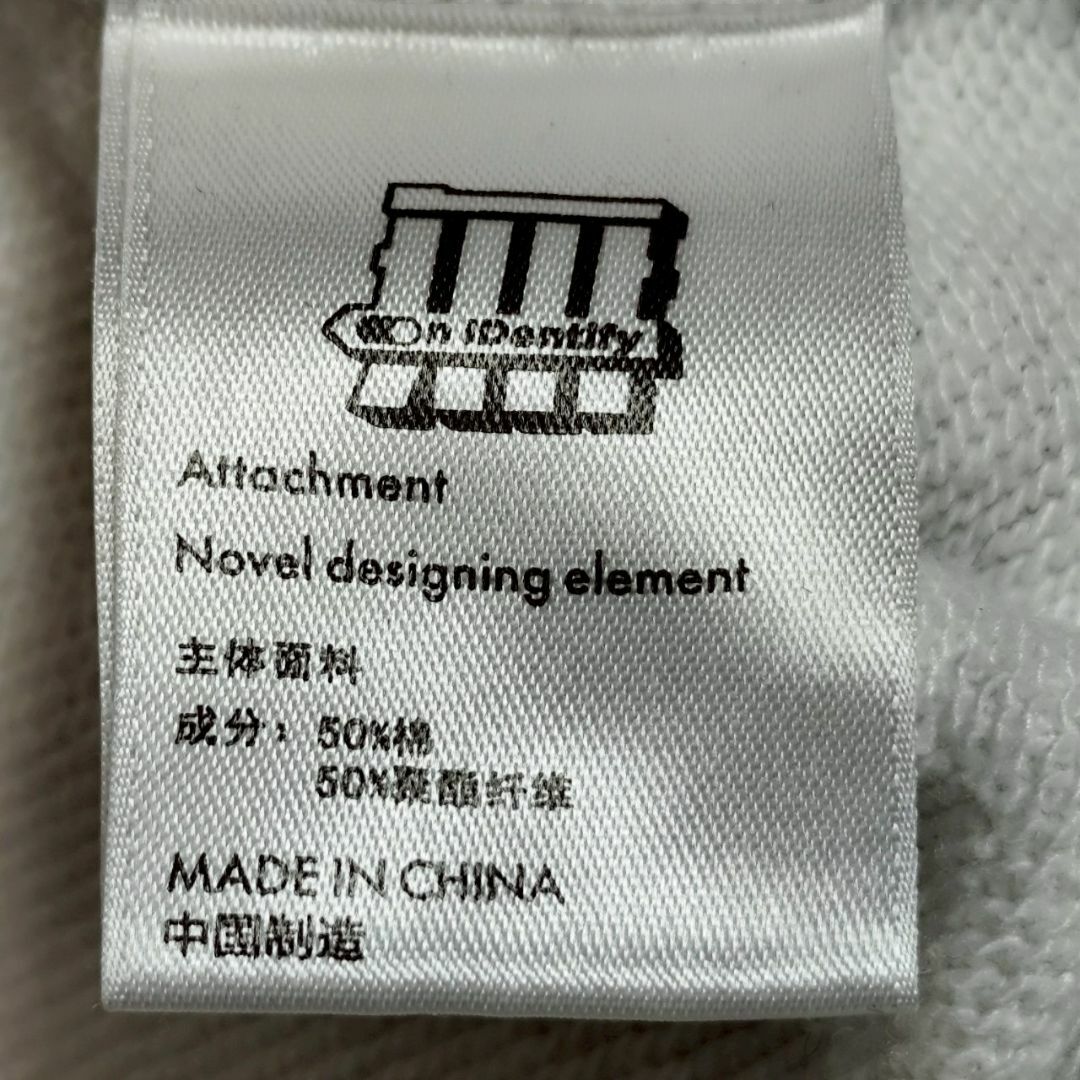 n iDentify
Attachment
Novel designing element
主体面料
成分：50%棉
50%聚酯纤维
MADE IN CHINA
中国制造